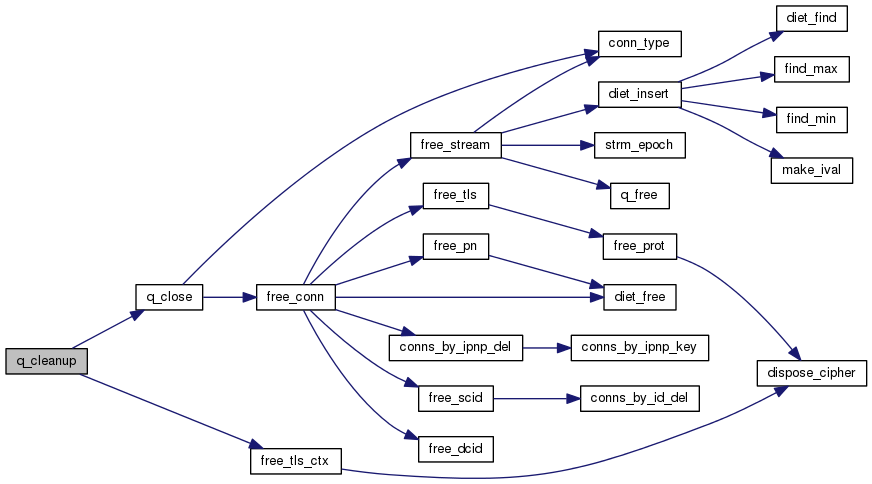 q_cleanup
q_close
free_tls_ctx
free_conn
free_stream
free_tls
free_pn
conns_by_ipnp_del
free_scid
free_dcid
conn_type
diet_insert
strm_epoch
q_free
free_prot
diet_free
conns_by_ipnp_key
conns_by_id_del
diet_find
find_max
find_min
make_ival
dispose_cipher